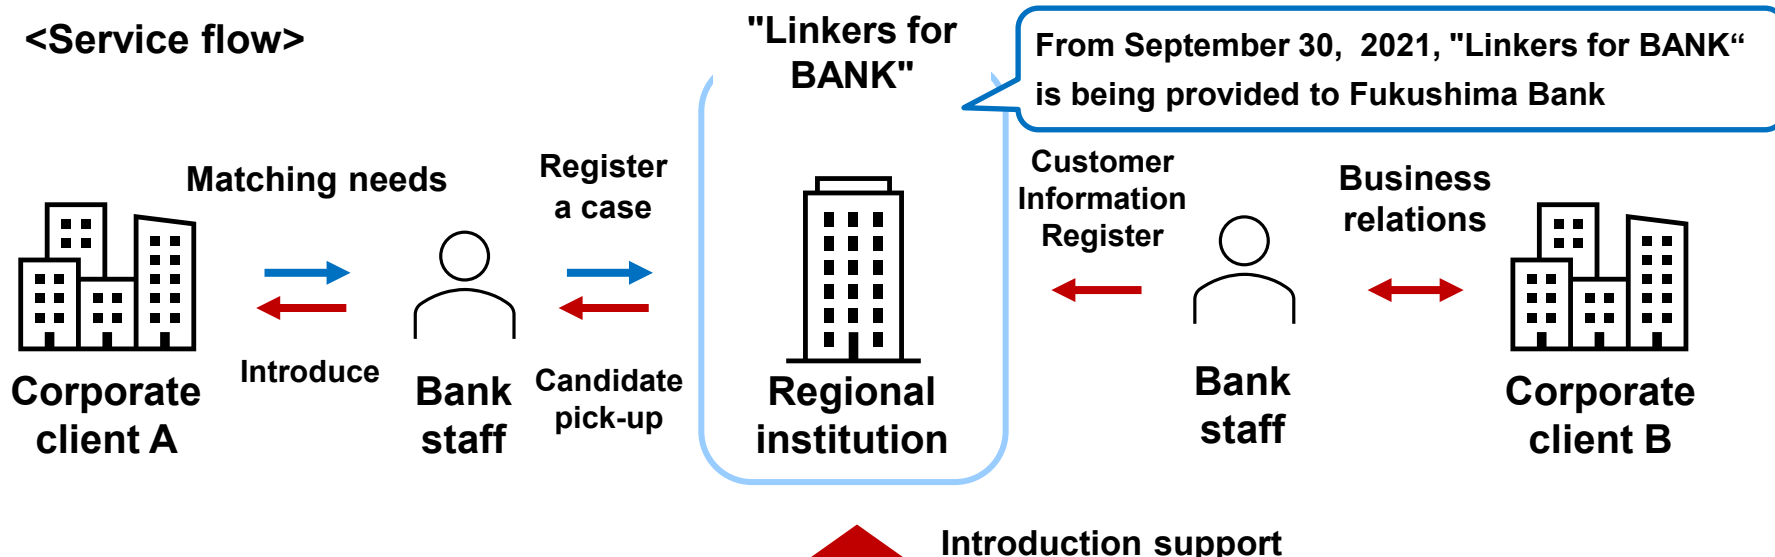 <Service flow>
"Linkers for
BANK"
From September 30, 2021, "Linkers for BANK“
is being provided to Fukushima Bank
Matching needs
Register
a case
Customer
Information
Register
Business
relations
Introduce
Candidate
pick-up
Corporate
client A
Bank
staff
Regional
institution
Bank
staff
Corporate
client B
Introduction support